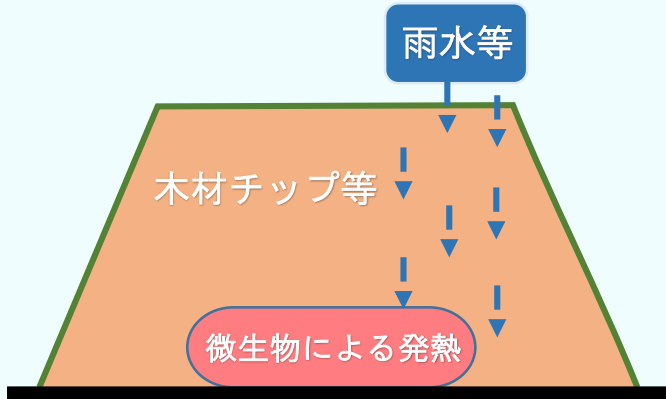 雨水等
木材チップ等
微生物による発熱